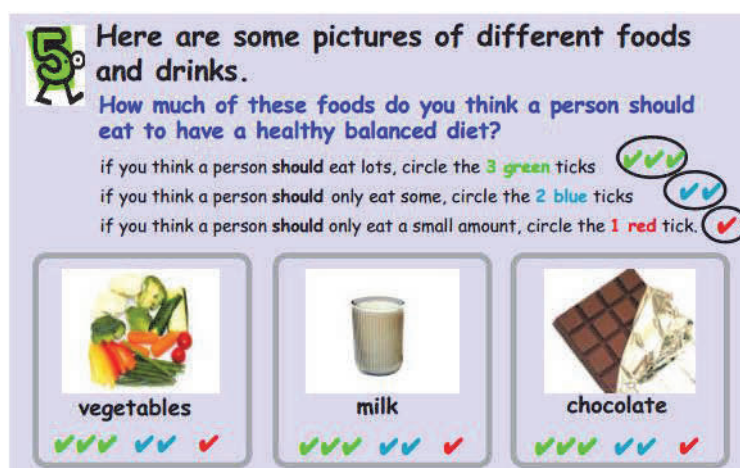 5
Here are some pictures of different foods
and drinks.
How much of these foods do you think a person should
eat to have a healthy balanced diet?
if you think a person should eat lots, circle the 3 green ticks
if you think a person should only eat some, circle the 2 blue ticks
if you think a person should only eat a small amount, circle the 1 red tick.
vegetables
milk
chocolate